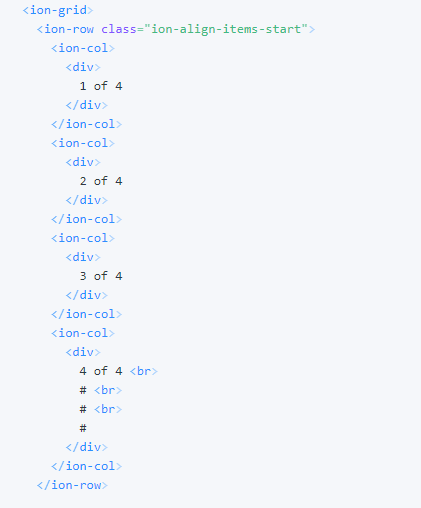 <ion-grid>
<ion-row class="ion-align-items-start">
<ion-col>
<div>
1 of 4
</div>
</ion-col>
<ion-col>
<div>
2 of 4
</div>
</ion-col>
<ion-col>
<div>
3 of 4
</div>
</ion-col>
<ion-col>
<div>
4 of 4 <br>
# <br>
# <br>
#
</div>
</ion-col>
</ion-row>